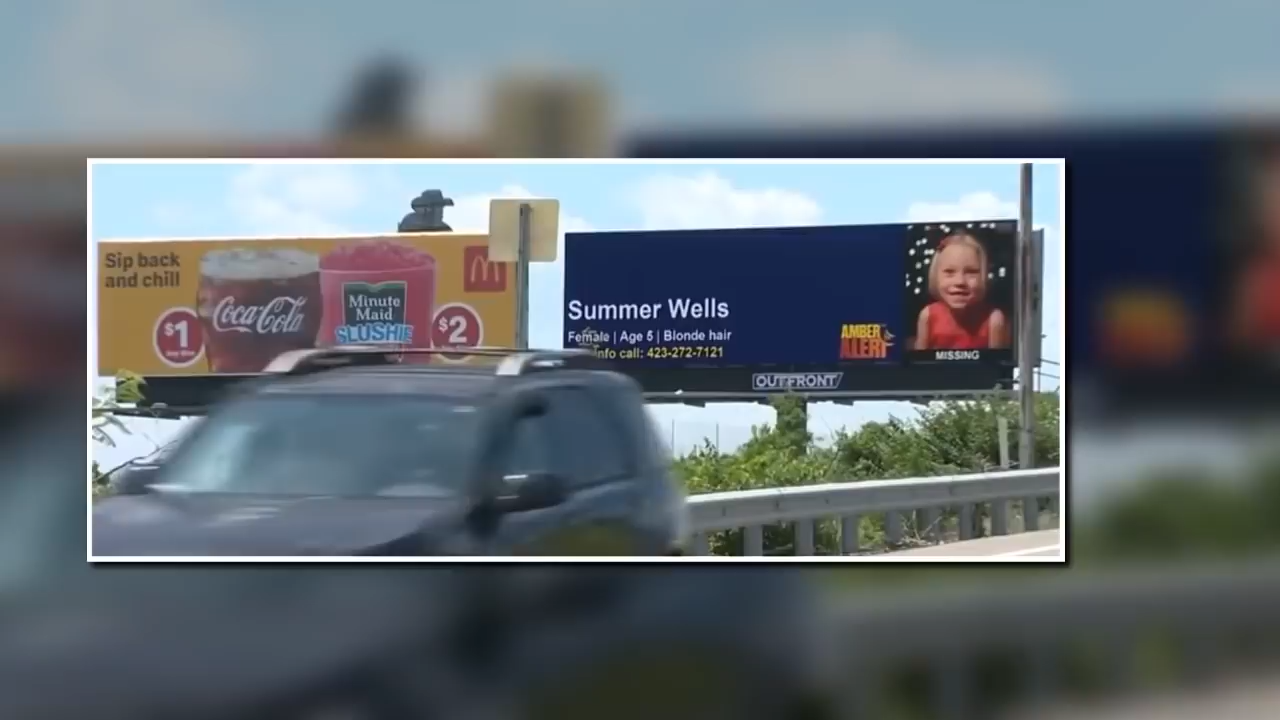 Sip back
and chill
$1
Coca-Cola
Minute
Maid
SLUSHIE
$2
Summer Wells
Female | Age 5 | Blonde hair
info call: 423-272-7121
AMBER
ALERT
MISSING
OUTFRONT